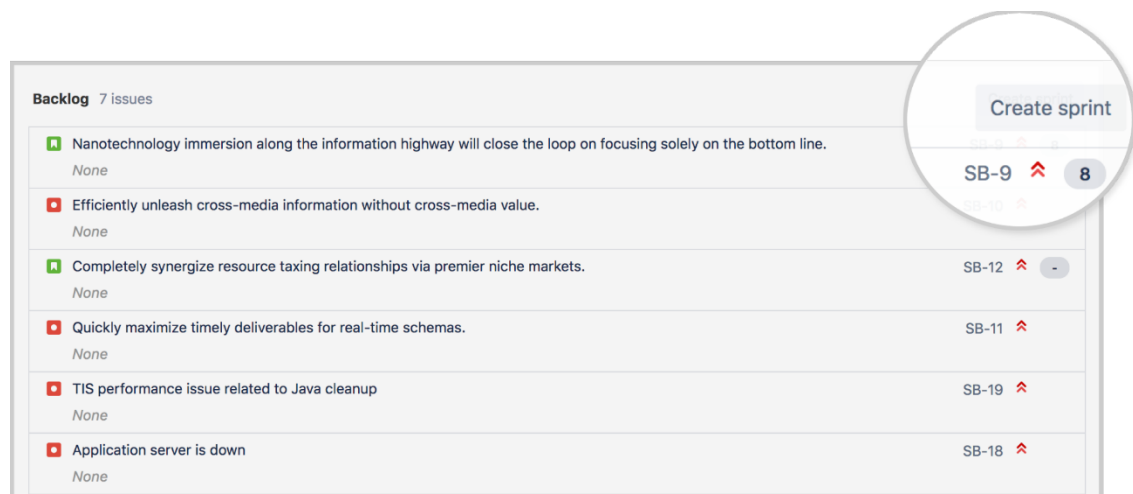 Backlog 7 issues
Create sprint
Nanotechnology immersion along the information highway will close the loop on focusing solely on the bottom line.
SB-9 8
None
Efficiently unleash cross-media information without cross-media value.
SB-10
None
Completely synergize resource taxing relationships via premier niche markets.
SB-12 -
None
Quickly maximize timely deliverables for real-time schemas.
SB-11
None
TIS performance issue related to Java cleanup
SB-19
None
Application server is down
SB-18
None